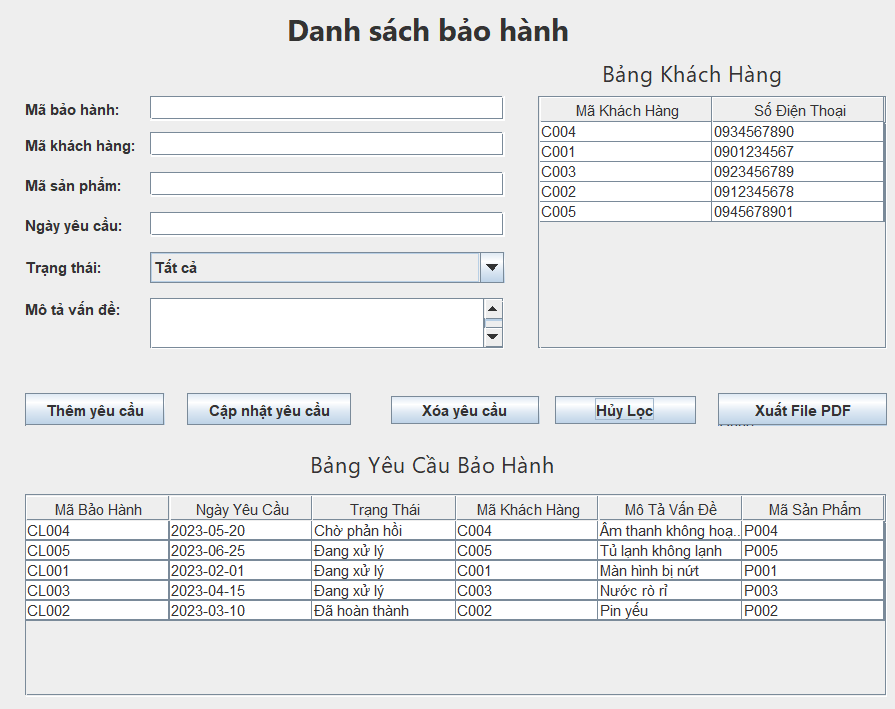 Danh sách bảo hành
Bảng Khách Hàng
Mã bảo hành:
Mã khách hàng:
Mã sản phẩm:
Ngày yêu cầu:
Trạng thái: Tất cả
Mô tả vấn đề:
Mã Khách Hàng Số Điện Thoại
C004 0934567890
C001 0901234567
C003 0923456789
C002 0912345678
C005 0945678901
Thêm yêu cầu Cập nhật yêu cầu Xóa yêu cầu Hủy Lọc Xuất File PDF
Bảng Yêu Cầu Bảo Hành
Mã Bảo Hành Ngày Yêu Cầu Trạng Thái Mã Khách Hàng Mô Tả Vấn Đề Mã Sản Phẩm
CL004 2023-05-20 Chờ phản hồi C004 Âm thanh không hoạ... P004
CL005 2023-06-25 Đang xử lý C005 Tủ lạnh không lạnh P005
CL001 2023-02-01 Đang xử lý C001 Màn hình bị nứt P001
CL003 2023-04-15 Đang xử lý C003 Nước rò rỉ P003
CL002 2023-03-10 Đã hoàn thành C002 Pin yếu P002